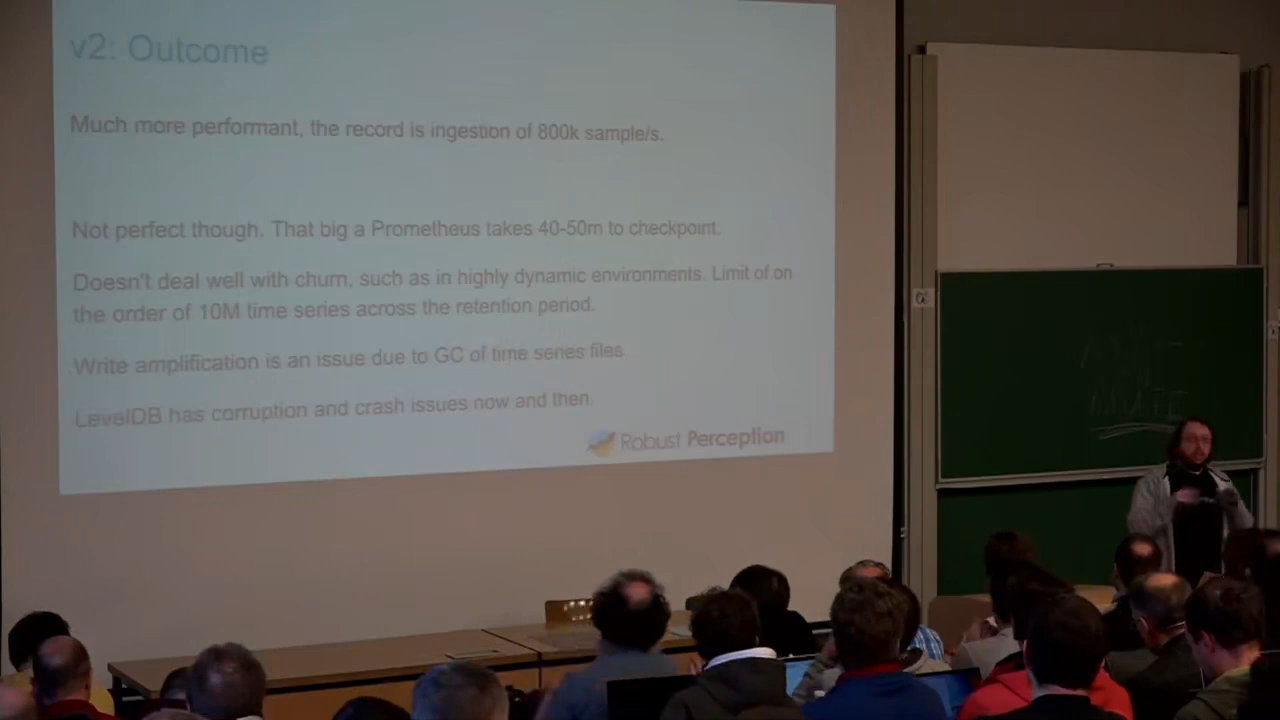 v2: Outcome
Much more performant, the record is ingestion of 800k sample/s.
Not perfect though. That big a Prometheus takes 40-50m to checkpoint.
Doesn't deal well with churn, such as in highly dynamic environments. Limit of on
the order of 10M time series across the retention period.
Write amplification is an issue due to GC of time series files.
LevelDB has corruption and crash issues now and then.
Robust Perception